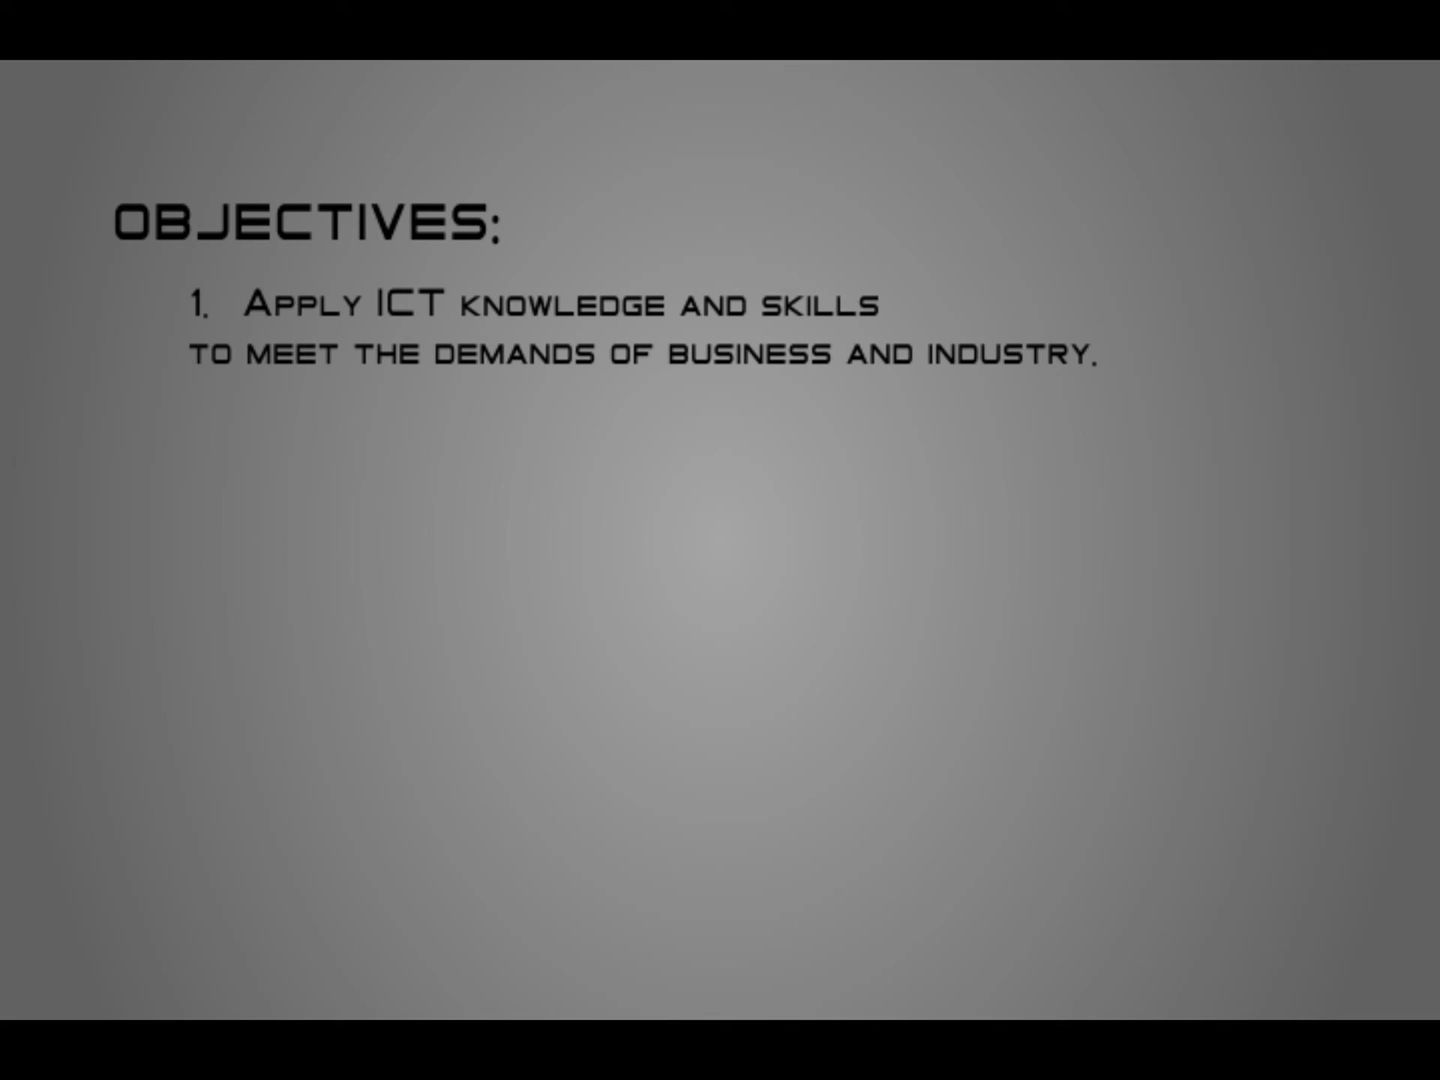 OBJECTIVES:
1. Apply ICT knowledge and skills
to meet the demands of business and industry.